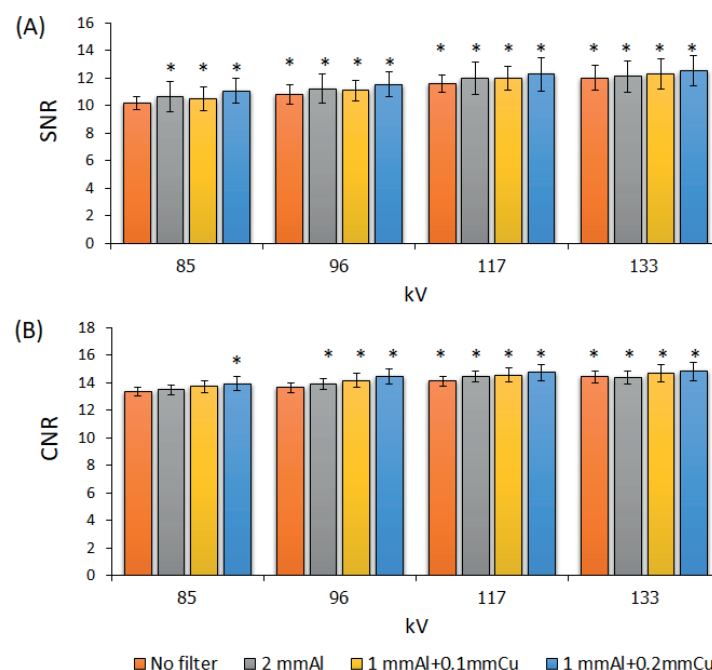 (A)
SNR
16
14
12
10
8
6
4
2
0
* * * * * * * * * * * * * * *
85 96 117 133
kV
(B)
CNR
18
16
14
12
10
8
6
4
2
0
* * * * * * * * * * * *
85 96 117 133
kV
No filter 2 mmAl 1 mmAl+0.1mmCu 1 mmAl+0.2mmCu